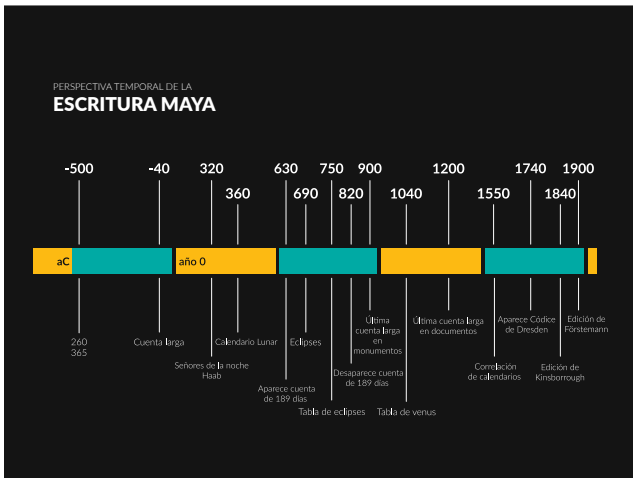 PERSPECTIVA TEMPORAL DE LA
ESCRITURA MAYA
-500
-40
320
630
750
900
1200
1740
1900
360
690
820
1040
1550
1840
aC
año 0
260
365
Cuenta larga
Señores de la noche
Haab
Calendario Lunar
Aparece cuenta
de 189 días
Eclipses
Tabla de eclipses
Desaparece cuenta
de 189 días
Última
cuenta larga
en
monumentos
Tabla de venus
Última cuenta larga
en documentos
Correlación
de calendarios
Aparece Códice
de Dresden
Edición de
Kinsborrough
Edición de
Förstemann